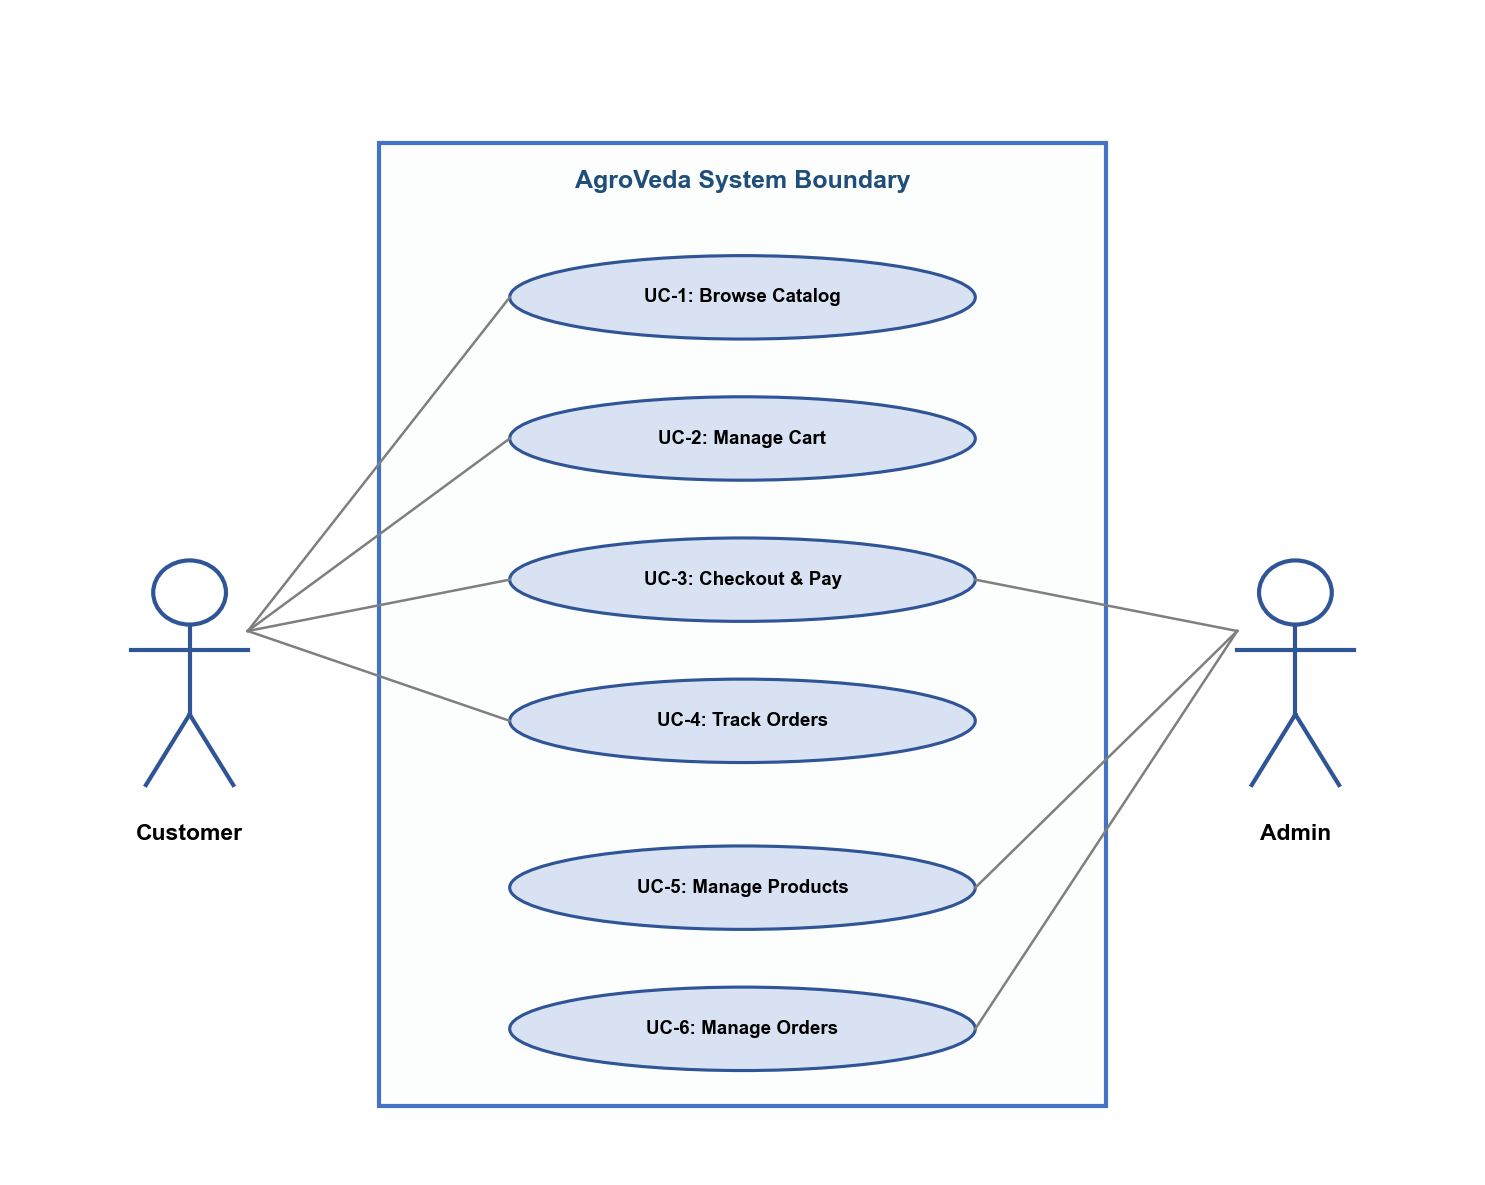 AgroVeda System Boundary
UC-1: Browse Catalog
UC-2: Manage Cart
UC-3: Checkout & Pay
UC-4: Track Orders
Customer
Admin
UC-5: Manage Products
UC-6: Manage Orders